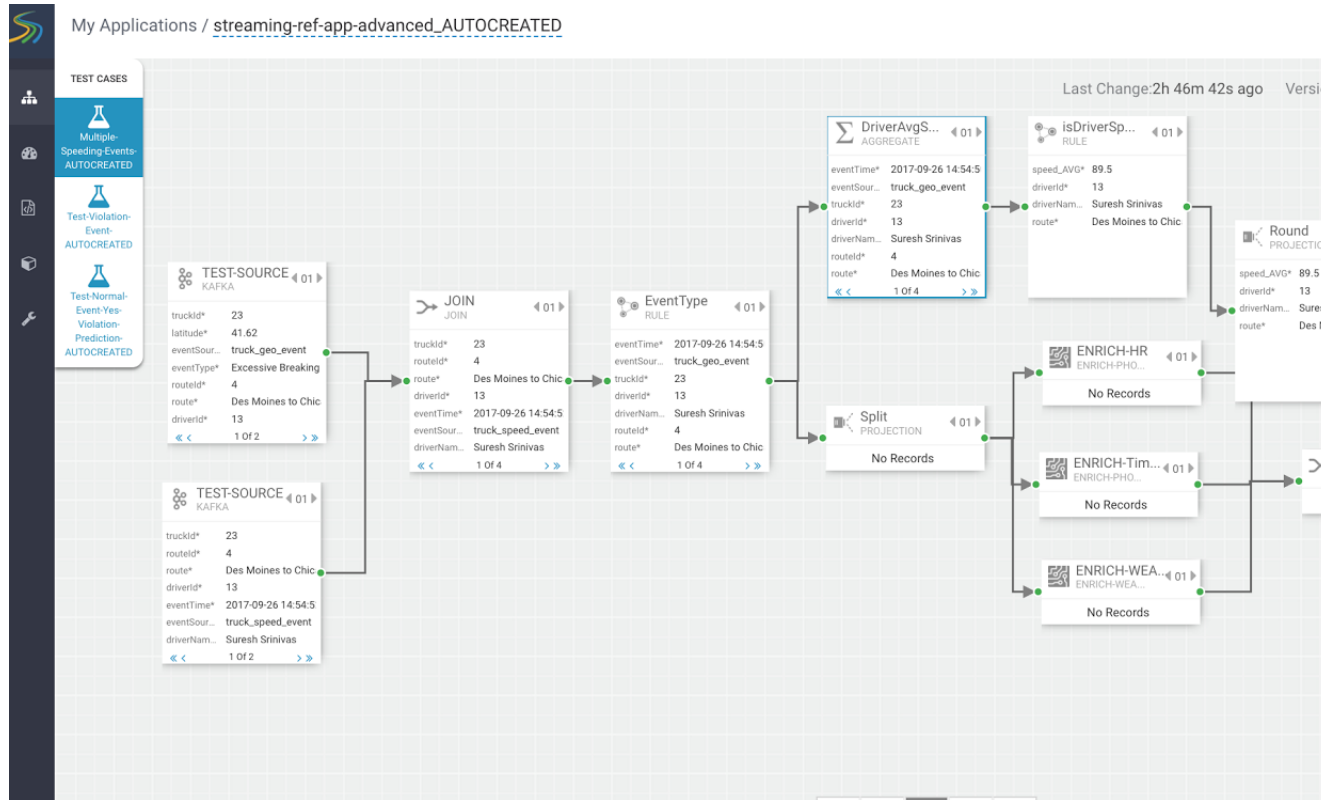 My Applications / streaming-ref-app-advanced_AUTOCREATED
Last Change:2h 46m 42s ago Versi
TEST CASES
Multiple-
Speeding-Events-
AUTOCREATED
Test-Violation-
Event-
AUTOCREATED
Test-Normal-
Event-Yes-
Violation-
Prediction-
AUTOCREATED
TEST-SOURCE 01
KAFKA
truckId* 23
latitude* 41.62
eventSour... truck_geo_event
eventType* Excessive Breaking
routeId* 4
route* Des Moines to Chic
driverId* 13
« ‹ 1 Of 2 › »
TEST-SOURCE 01
KAFKA
truckId* 23
routeId* 4
route* Des Moines to Chic
driverId* 13
eventTime* 2017-09-26 14:54:5
eventSour... truck_speed_event
driverNam... Suresh Srinivas
« ‹ 1 Of 2 › »
JOIN 01
JOIN
truckId* 23
routeId* 4
route* Des Moines to Chic
driverId* 13
eventTime* 2017-09-26 14:54:5
eventSour... truck_speed_event
driverNam... Suresh Srinivas
« ‹ 1 Of 4 › »
EventType 01
RULE
eventTime* 2017-09-26 14:54:5
eventSour... truck_geo_event
truckId* 23
driverId* 13
driverNam... Suresh Srinivas
routeId* 4
route* Des Moines to Chic
« ‹ 1 Of 4 › »
DriverAvgS... 01
AGGREGATE
eventTime* 2017-09-26 14:54:5
eventSour... truck_geo_event
truckId* 23
driverId* 13
driverNam... Suresh Srinivas
routeId* 4
route* Des Moines to Chic
« ‹ 1 Of 4 › »
Split 01
PROJECTION
No Records
isDriverSp... 01
RULE
speed_AVG* 89.5
driverId* 13
driverNam... Suresh Srinivas
route* Des Moines to Chic
ENRICH-HR 01
ENRICH-PHO...
No Records
ENRICH-Tim... 01
ENRICH-PHO...
No Records
ENRICH-WEA... 01
ENRICH-WEA...
No Records
Round
PROJECTIO
speed_AVG* 89.5
driverId* 13
driverNam... Sures
route* Des M